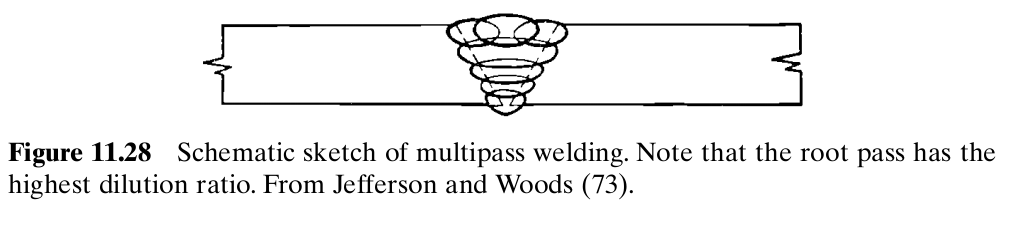 Figure 11.28 Schematic sketch of multipass welding. Note that the root pass has the
highest dilution ratio. From Jefferson and Woods (73).